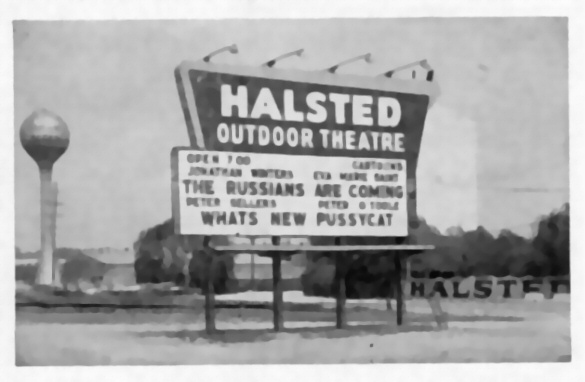 HALSTED
OUTDOOR THEATRE
OPEN 7:00 CARTOONS
JONATHAN WINTERS EVA MARIE SAINT
THE RUSSIANS ARE COMING
PETER SELLERS PETER O TOOLE
WHATS NEW PUSSYCAT
HALSTED